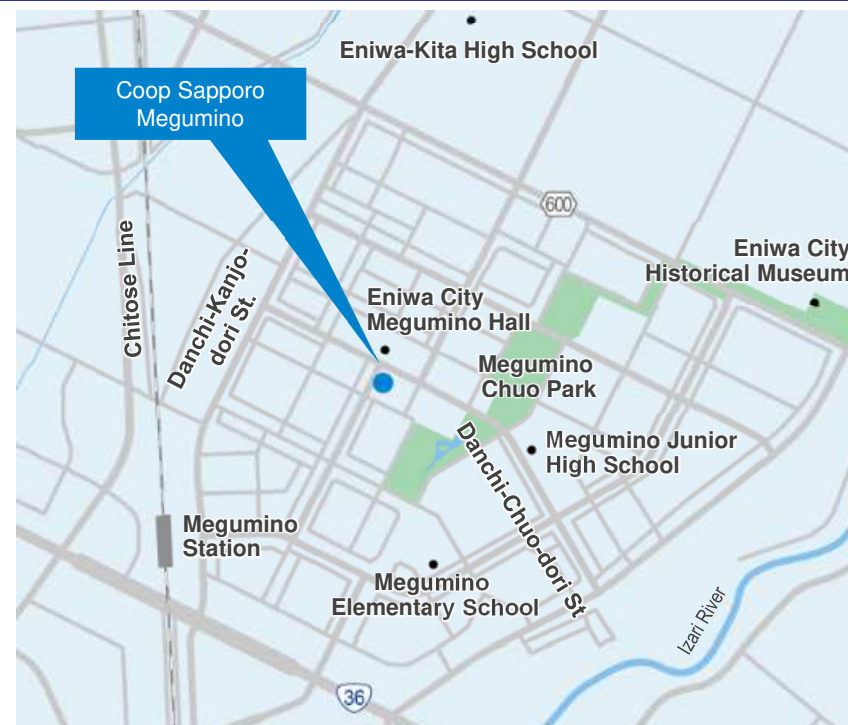 Eniwa-Kita High School
Coop Sapporo
Megumino
600
Eniwa City
Historical Museum
Chitose Line
Danchi-Kanjo-
dori St.
Eniwa City
Megumino Hall
Megumino
Chuo Park
Megumino Junior
High School
Danchi-Chuo-dori St
Megumino
Station
Megumino
Elementary School
Izari River
36